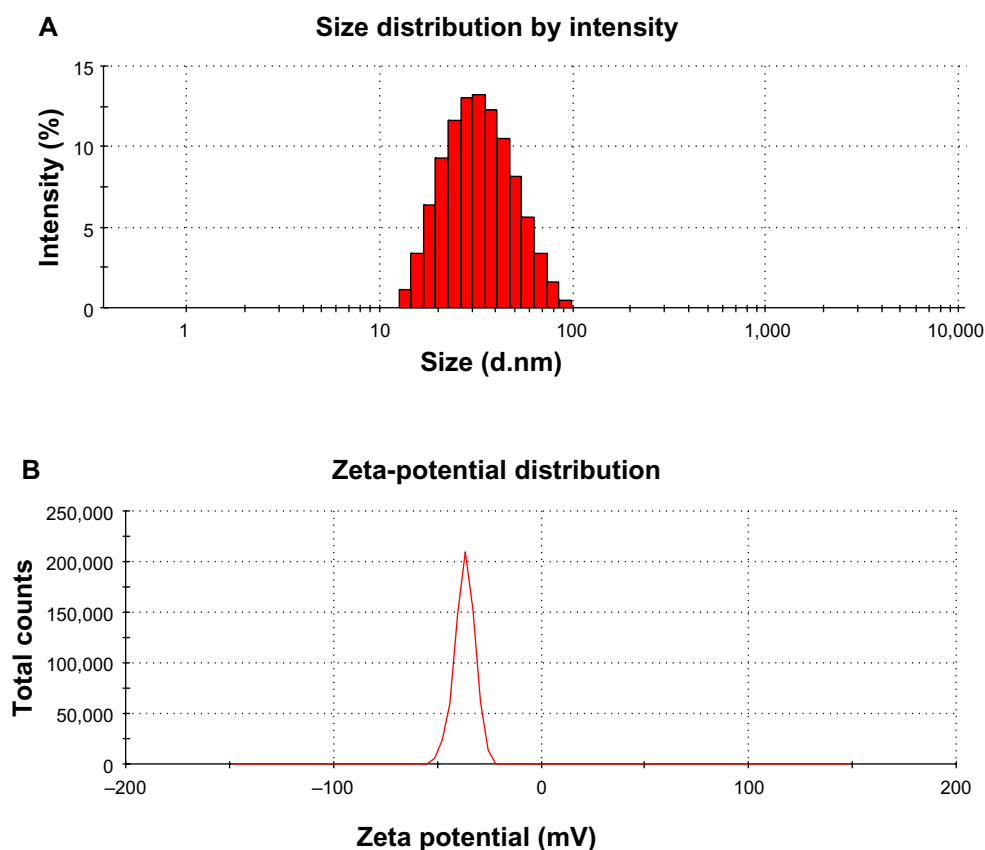 A
Size distribution by intensity
15
10
5
0
Intensity (%)
1 10 100 1,000 10,000
Size (d.nm)
B
Zeta-potential distribution
250,000
200,000
150,000
100,000
50,000
0
Total counts
–200 –100 0 100 200
Zeta potential (mV)